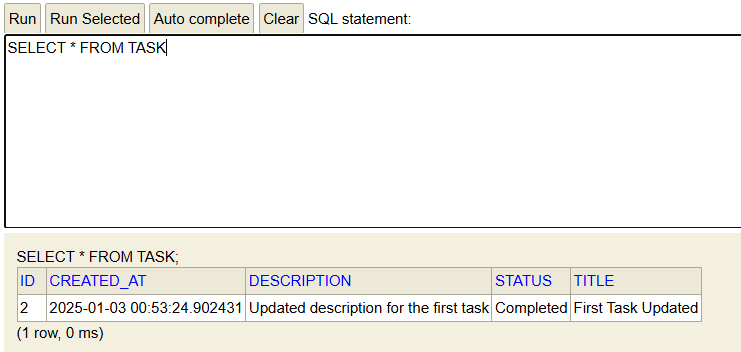 Run Run Selected Auto complete Clear SQL statement:
SELECT * FROM TASK
SELECT * FROM TASK;
ID CREATED_AT DESCRIPTION STATUS TITLE
2 2025-01-03 00:53:24.902431 Updated description for the first task Completed First Task Updated
(1 row, 0 ms)